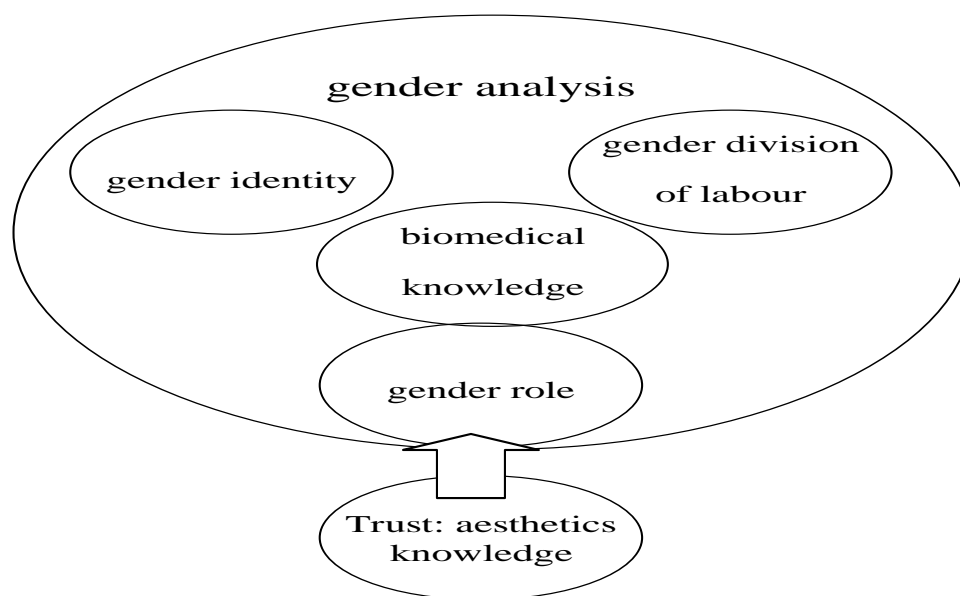 gender analysis
gender identity
gender division
of labour
biomedical
knowledge
gender role
Trust: aesthetics
knowledge